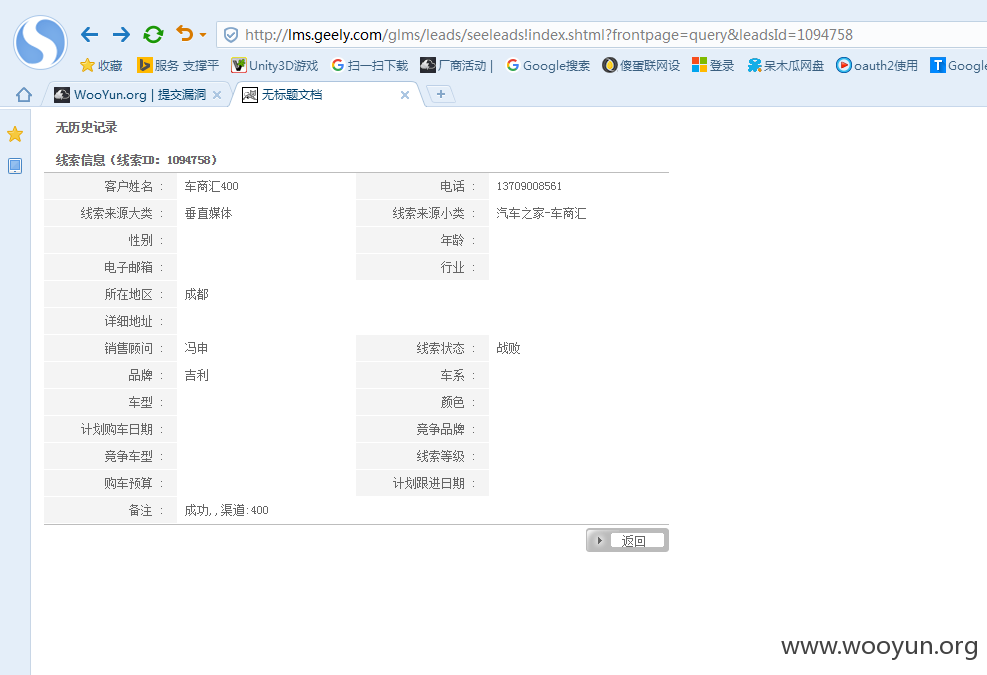 http://lms.geely.com/glms/leads/seeleads!index.shtml?frontpage=query&leadsId=1094758
收藏 服务 支撑平 Unity3D游戏 扫一扫下载 厂商活动 | Google搜索 傻蛋联网设 登录 呆木瓜网盘 oauth2使用 Google
WooYun.org | 提交漏洞 无标题文档
无历史记录
线索信息（线索ID：1094758）
客户姓名： 车商汇400 电话： 13709008561
线索来源大类： 垂直媒体 线索来源小类： 汽车之家-车商汇
性别： 年龄：
电子邮箱： 行业：
所在地区： 成都
详细地址：
销售顾问： 冯申 线索状态： 战败
品牌： 吉利 车系：
车型： 颜色：
计划购车日期： 竞争品牌：
竞争车型： 线索等级：
购车预算： 计划跟进日期：
备注： 成功,,渠道:400
返回
www.wooyun.org